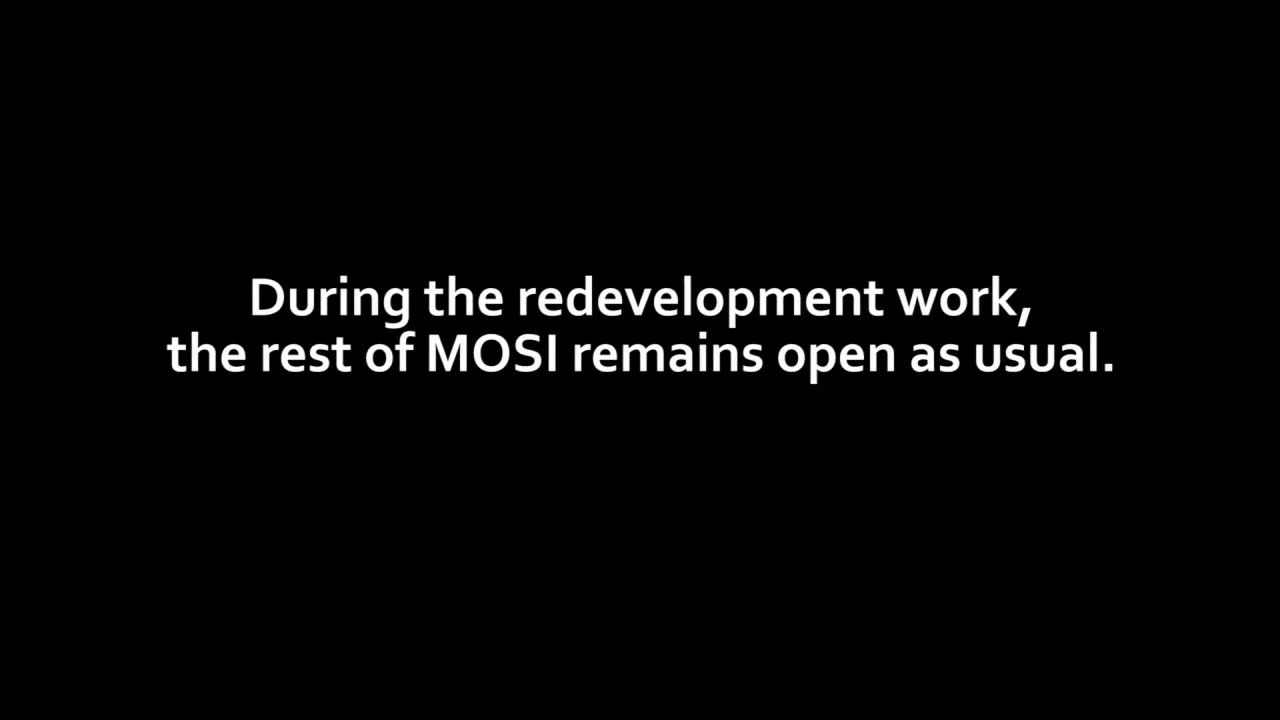 During the redevelopment work,
the rest of MOSI remains open as usual.